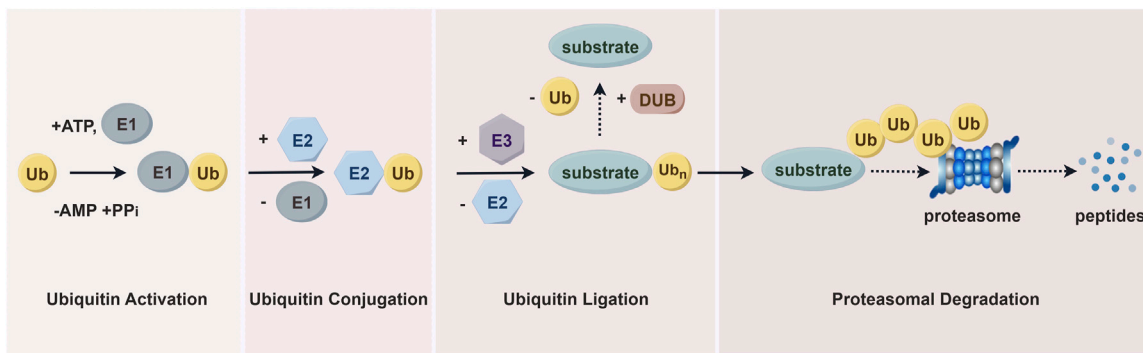 +ATP,
E1
Ub
E1
Ub
-AMP +PPi
Ubiquitin Activation
+
E2
E2
Ub
-
E1
Ubiquitin Conjugation
substrate
-
Ub
+
DUB
+
E3
substrate
Ubn
-
E2
Ubiquitin Ligation
Ub
Ub
Ub
Ub
substrate
proteasome
peptides
Proteasomal Degradation